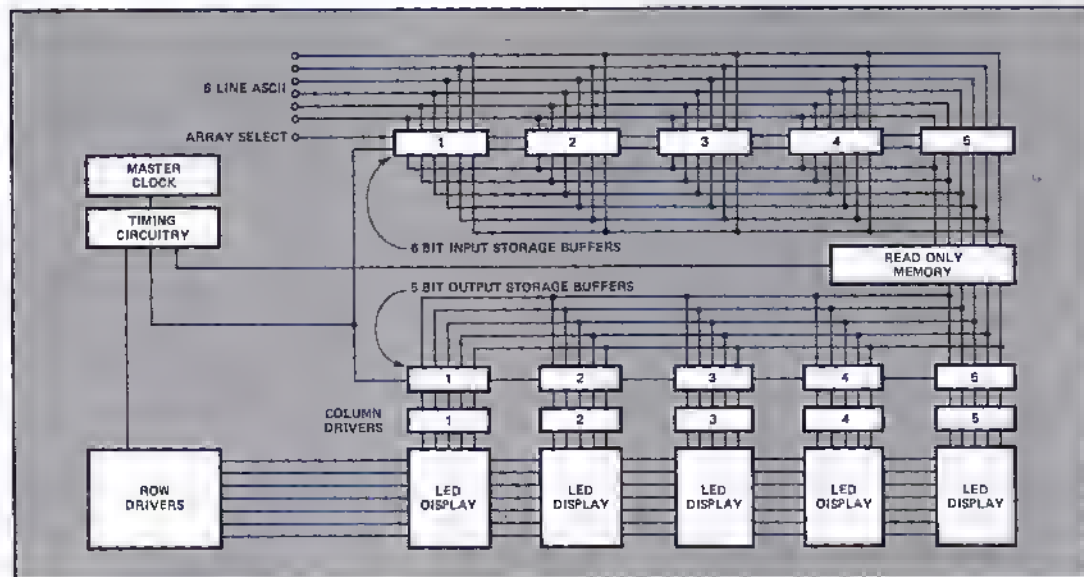 6 LINE ASCII
ARRAY SELECT
1 2 3 4 5
MASTER
CLOCK
TIMING
CIRCUITRY
6 BIT INPUT STORAGE BUFFERS
READ ONLY
MEMORY
5 BIT OUTPUT STORAGE BUFFERS
1 2 3 4 5
COLUMN
DRIVERS
1 2 3 4 5
ROW
DRIVERS
LED
DISPLAY
LED
DISPLAY
LED
DISPLAY
LED
DISPLAY
LED
DISPLAY